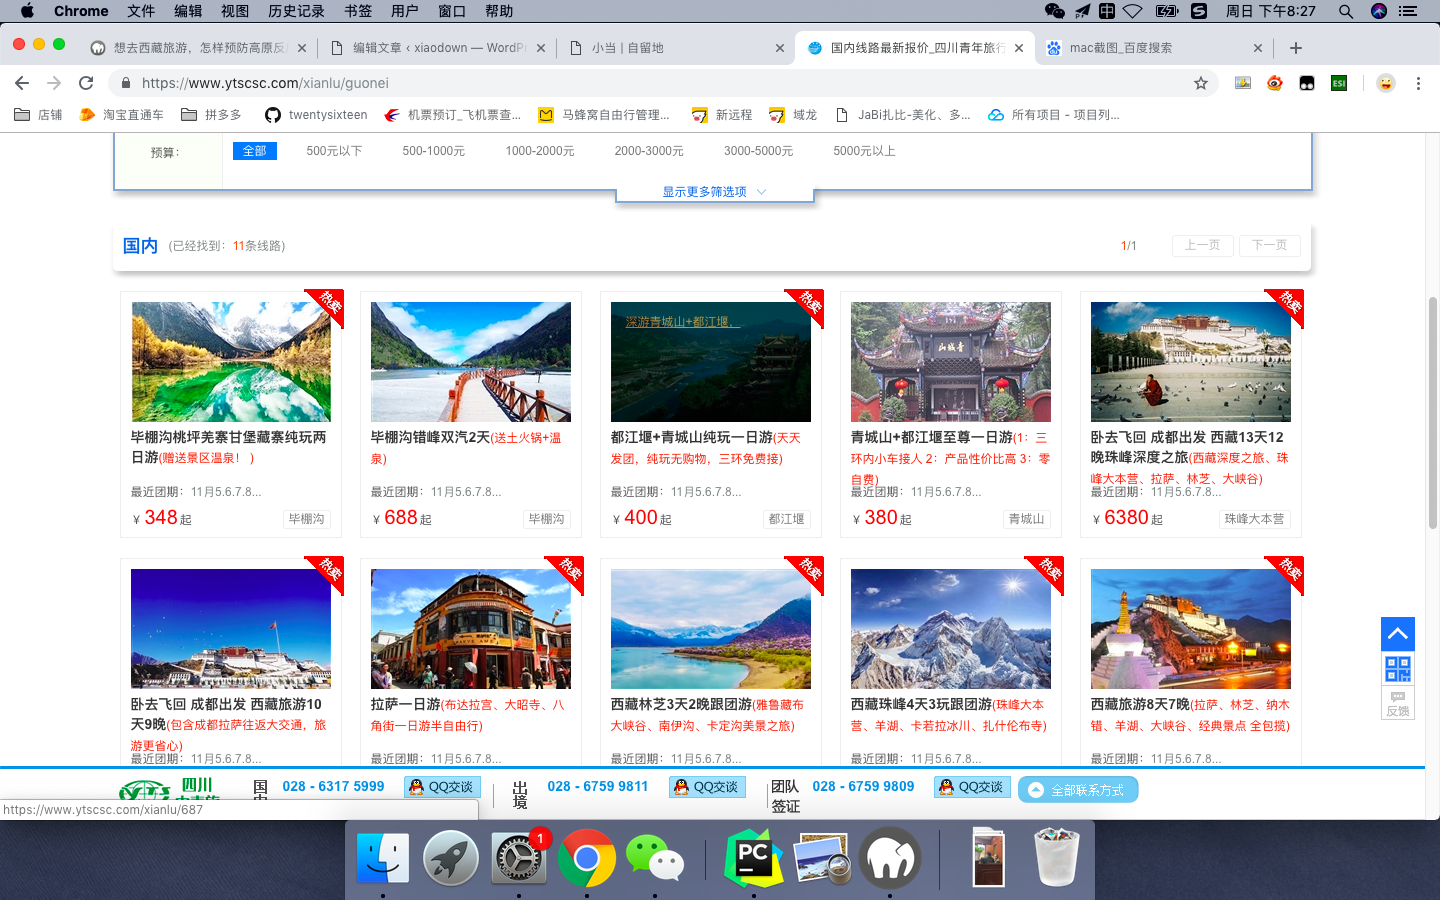 Chrome 文件 编辑 视图 历史记录 书签 用户 窗口 帮助 周日 下午8:27
想去西藏旅游，怎样预防高原反
编辑文章 ‹ xiaodown — WordPr
小当 | 自留地
国内线路最新报价_四川青年旅行
mac截图_百度搜索
https://www.ytscsc.com/xianlu/guonei
店铺 淘宝直通车 拼多多 twentysixteen 机票预订_飞机票查... 马蜂窝自由行管理... 新远程 域龙 JaBi扎比-美化、多... 所有项目 - 项目列...
预算： 全部 500元以下 500-1000元 1000-2000元 2000-3000元 3000-5000元 5000元以上
显示更多筛选项
国内 (已经找到：11条线路) 1/1 上一页 下一页
热卖
毕棚沟桃坪羌寨甘堡藏寨纯玩两
日游(赠送景区温泉！ )
最近团期：11月5.6.7.8...
¥ 348 起 毕棚沟
毕棚沟错峰双汽2天(送土火锅+温
泉)
最近团期：11月5.6.7.8...
¥ 688 起 毕棚沟
热卖
深游青城山+都江堰，
都江堰+青城山纯玩一日游(天天
发团，纯玩无购物，三环免费接)
最近团期：11月5.6.7.8...
¥ 400 起 都江堰
青城山
青城山+都江堰至尊一日游(1：三
环内小车接人 2：产品性价比高 3：零
自费)
最近团期：11月5.6.7.8...
¥ 380 起 青城山
热卖
卧去飞回 成都出发 西藏13天12
晚珠峰深度之旅(西藏深度之旅、珠
峰大本营、拉萨、林芝、大峡谷)
最近团期：11月5.6.7.8...
¥ 6380 起 珠峰大本营
热卖
卧去飞回 成都出发 西藏旅游10
天9晚(包含成都拉萨往返大交通，旅
游更省心)
最近团期：11月5.6.7.8...
热卖
拉萨一日游(布达拉宫、大昭寺、八
角街一日游半自由行)
最近团期：11月5.6.7.8...
热卖
西藏林芝3天2晚跟团游(雅鲁藏布
大峡谷、南伊沟、卡定沟美景之旅)
最近团期：11月5.6.7.8...
热卖
西藏珠峰4天3玩跟团游(珠峰大本
营、羊湖、卡若拉冰川、扎什伦布寺)
最近团期：11月5.6.7.8...
热卖
西藏旅游8天7晚(拉萨、林芝、纳木
错、羊湖、大峡谷、经典景点 全包揽)
最近团期：11月5.6.7.8...
反馈
四川
国内 028 - 6317 5999 QQ交谈
出境 028 - 6759 9811 QQ交谈
团队签证 028 - 6759 9809 QQ交谈
全部联系方式
https://www.ytscsc.com/xianlu/687
1
PC